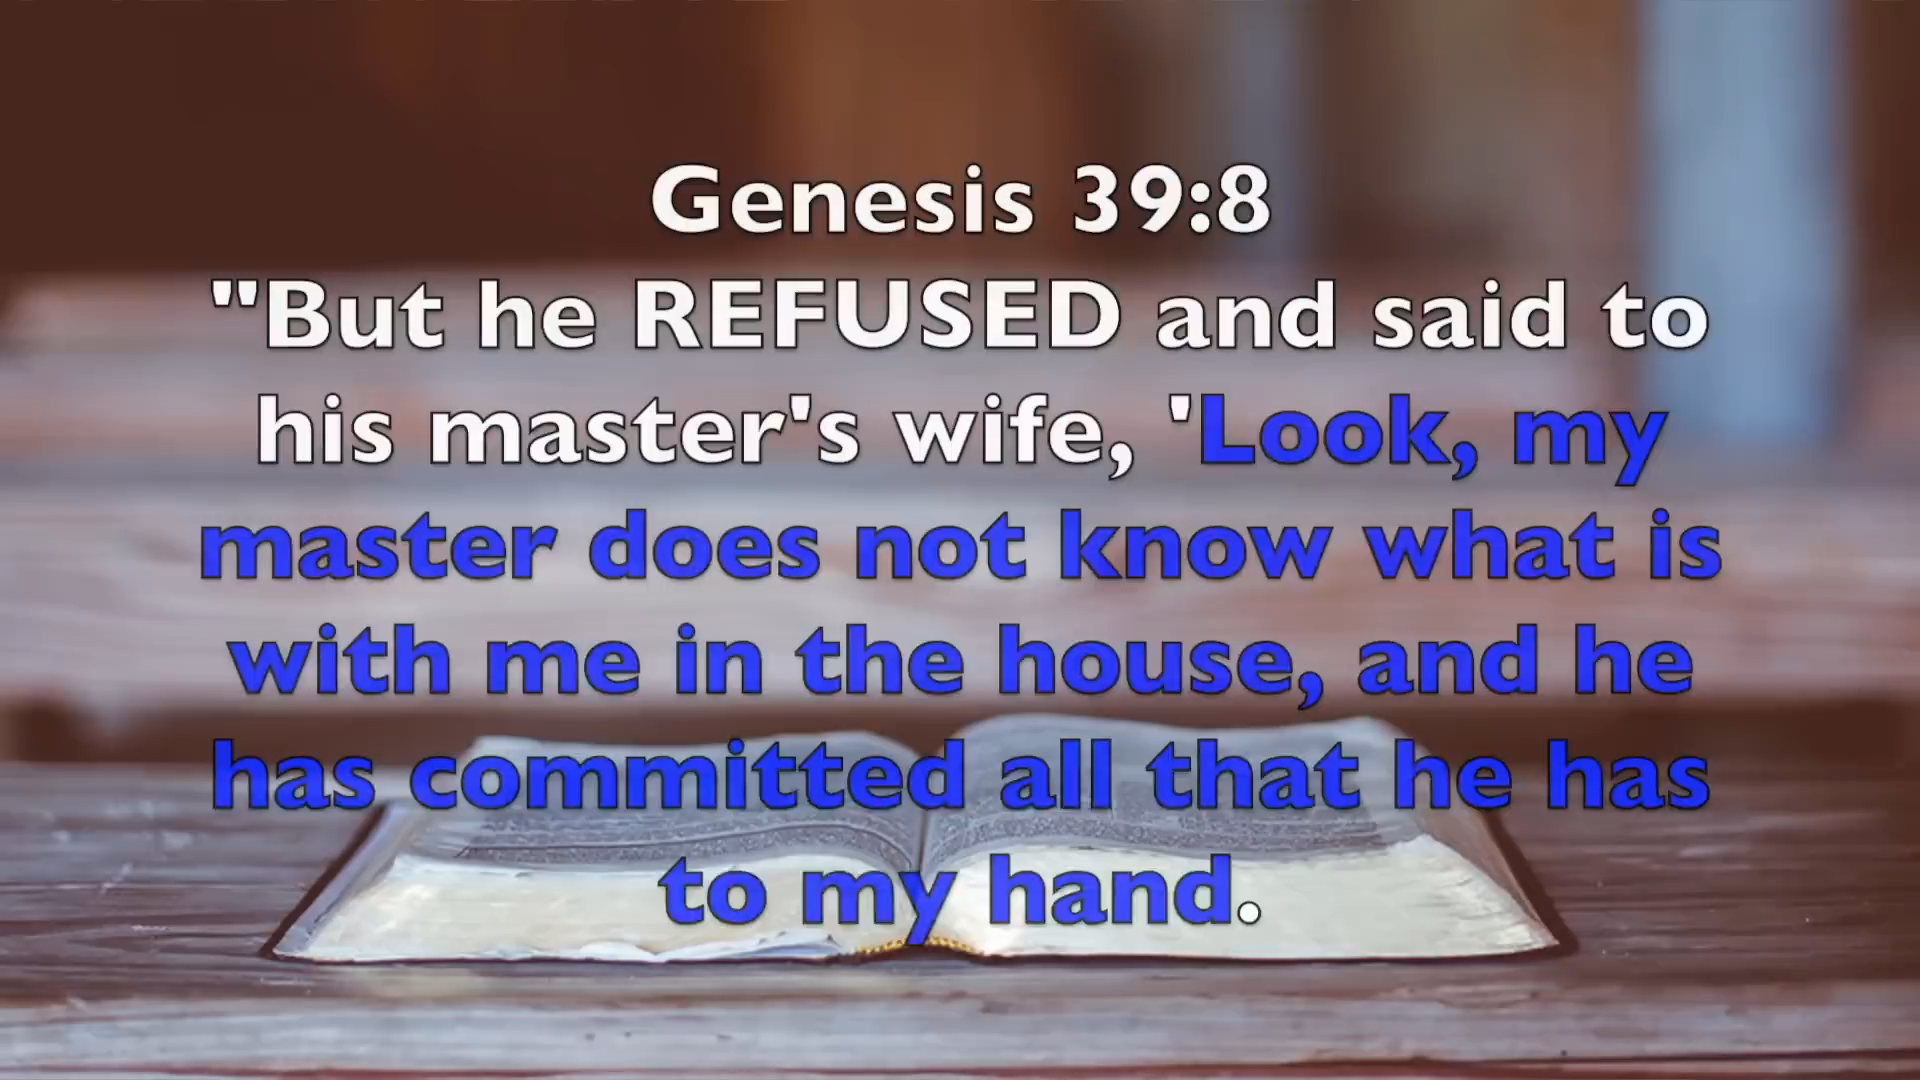 Genesis 39:8
"But he REFUSED and said to
his master's wife, 'Look, my
master does not know what is
with me in the house, and he
has committed all that he has
to my hand.